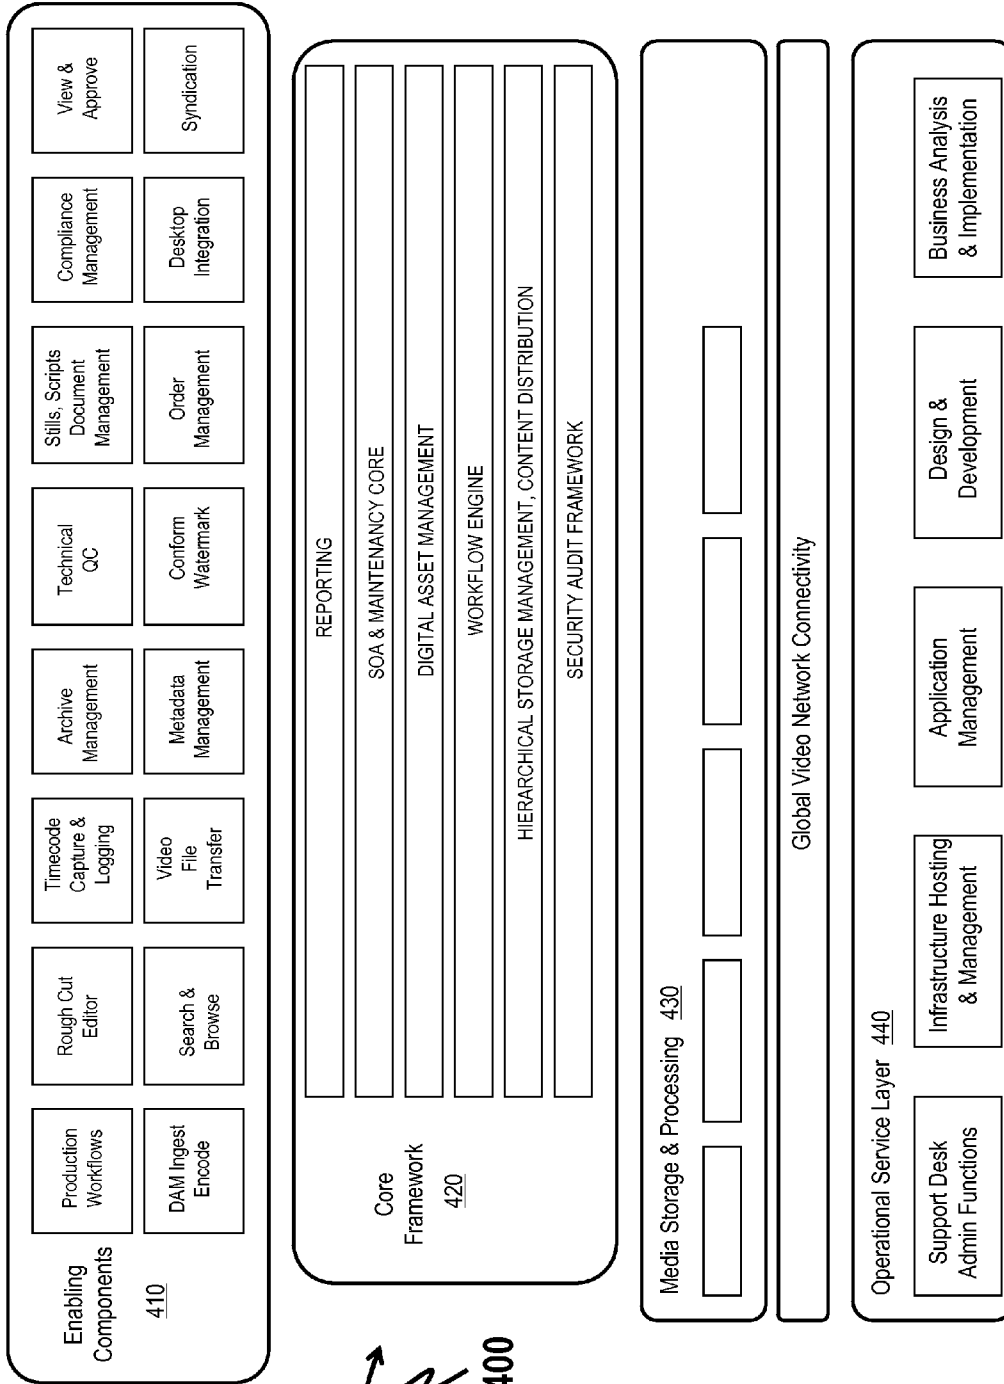 Enabling
Components
410
Production
Workflows
Rough Cut
Editor
Timecode
Capture &
Logging
Archive
Management
Technical
QC
Stills, Scripts
Document
Management
Compliance
Management
View &
Approve
DAM Ingest
Encode
Search &
Browse
Video
File
Transfer
Metadata
Management
Conform
Watermark
Order
Management
Desktop
Integration
Syndication
Core
Framework
420
REPORTING
SOA & MAINTENANCY CORE
DIGITAL ASSET MANAGEMENT
WORKFLOW ENGINE
HIERARCHICAL STORAGE MANAGEMENT, CONTENT DISTRIBUTION
SECURITY AUDIT FRAMEWORK
400
Media Storage & Processing 430
Global Video Network Connectivity
Operational Service Layer 440
Support Desk
Admin Functions
Infrastructure Hosting
& Management
Application
Management
Design &
Development
Business Analysis
& Implementation